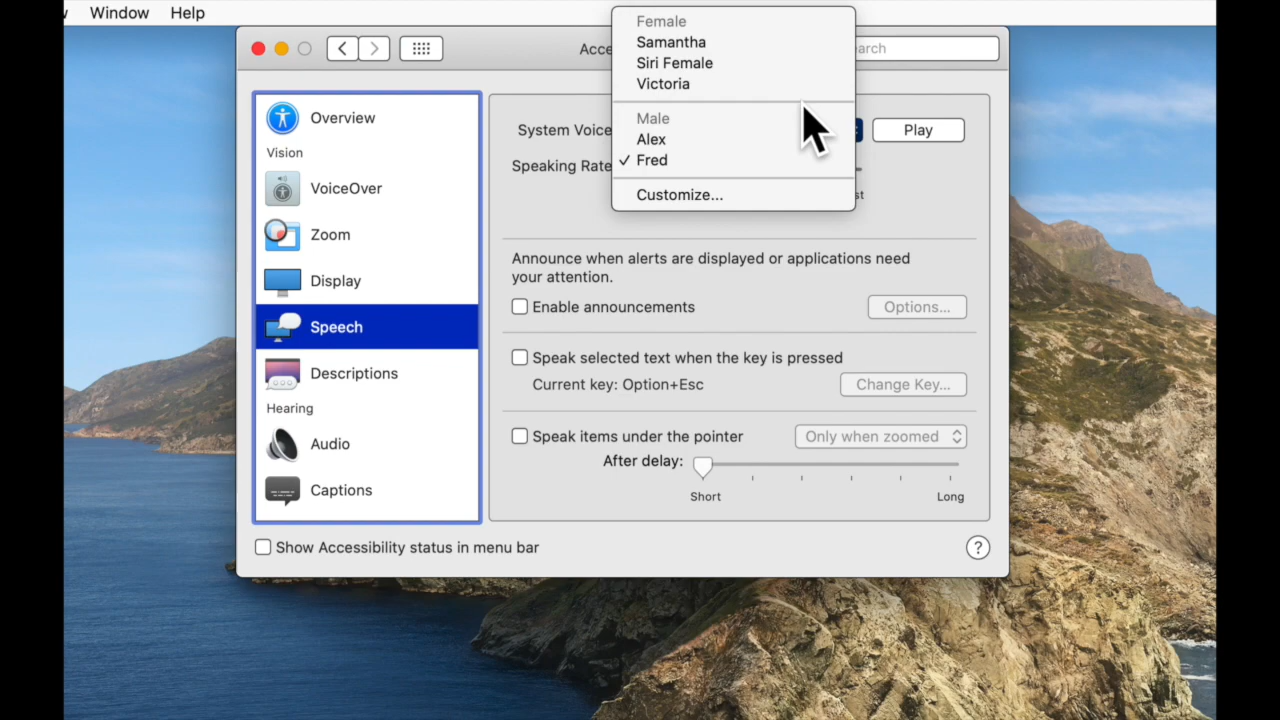 Window Help
Female
Samantha
Siri Female
Victoria
Male
Alex
✓ Fred
Customize...
Acce
earch
Overview
Vision
VoiceOver
Zoom
Display
Speech
Descriptions
Hearing
Audio
Captions
System Voice
Play
Speaking Rate
st
Announce when alerts are displayed or applications need
your attention.
Enable announcements
Options...
Speak selected text when the key is pressed
Current key: Option+Esc
Change Key...
Speak items under the pointer
Only when zoomed
After delay:
Short
Long
Show Accessibility status in menu bar
?